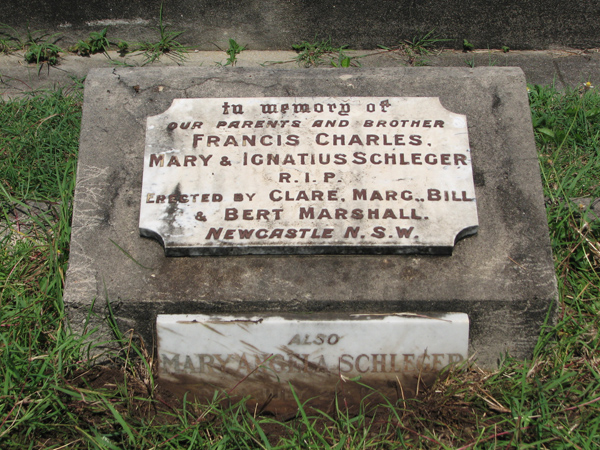 in memory of
OUR PARENTS AND BROTHER
FRANCIS CHARLES.
MARY & IGNATIUS SCHLEGER
R.I.P.
ERECTED BY CLARE, MARG., BILL
& BERT MARSHALL.
NEWCASTLE N.S.W.
ALSO
MARY ANGELA SCHLEGER